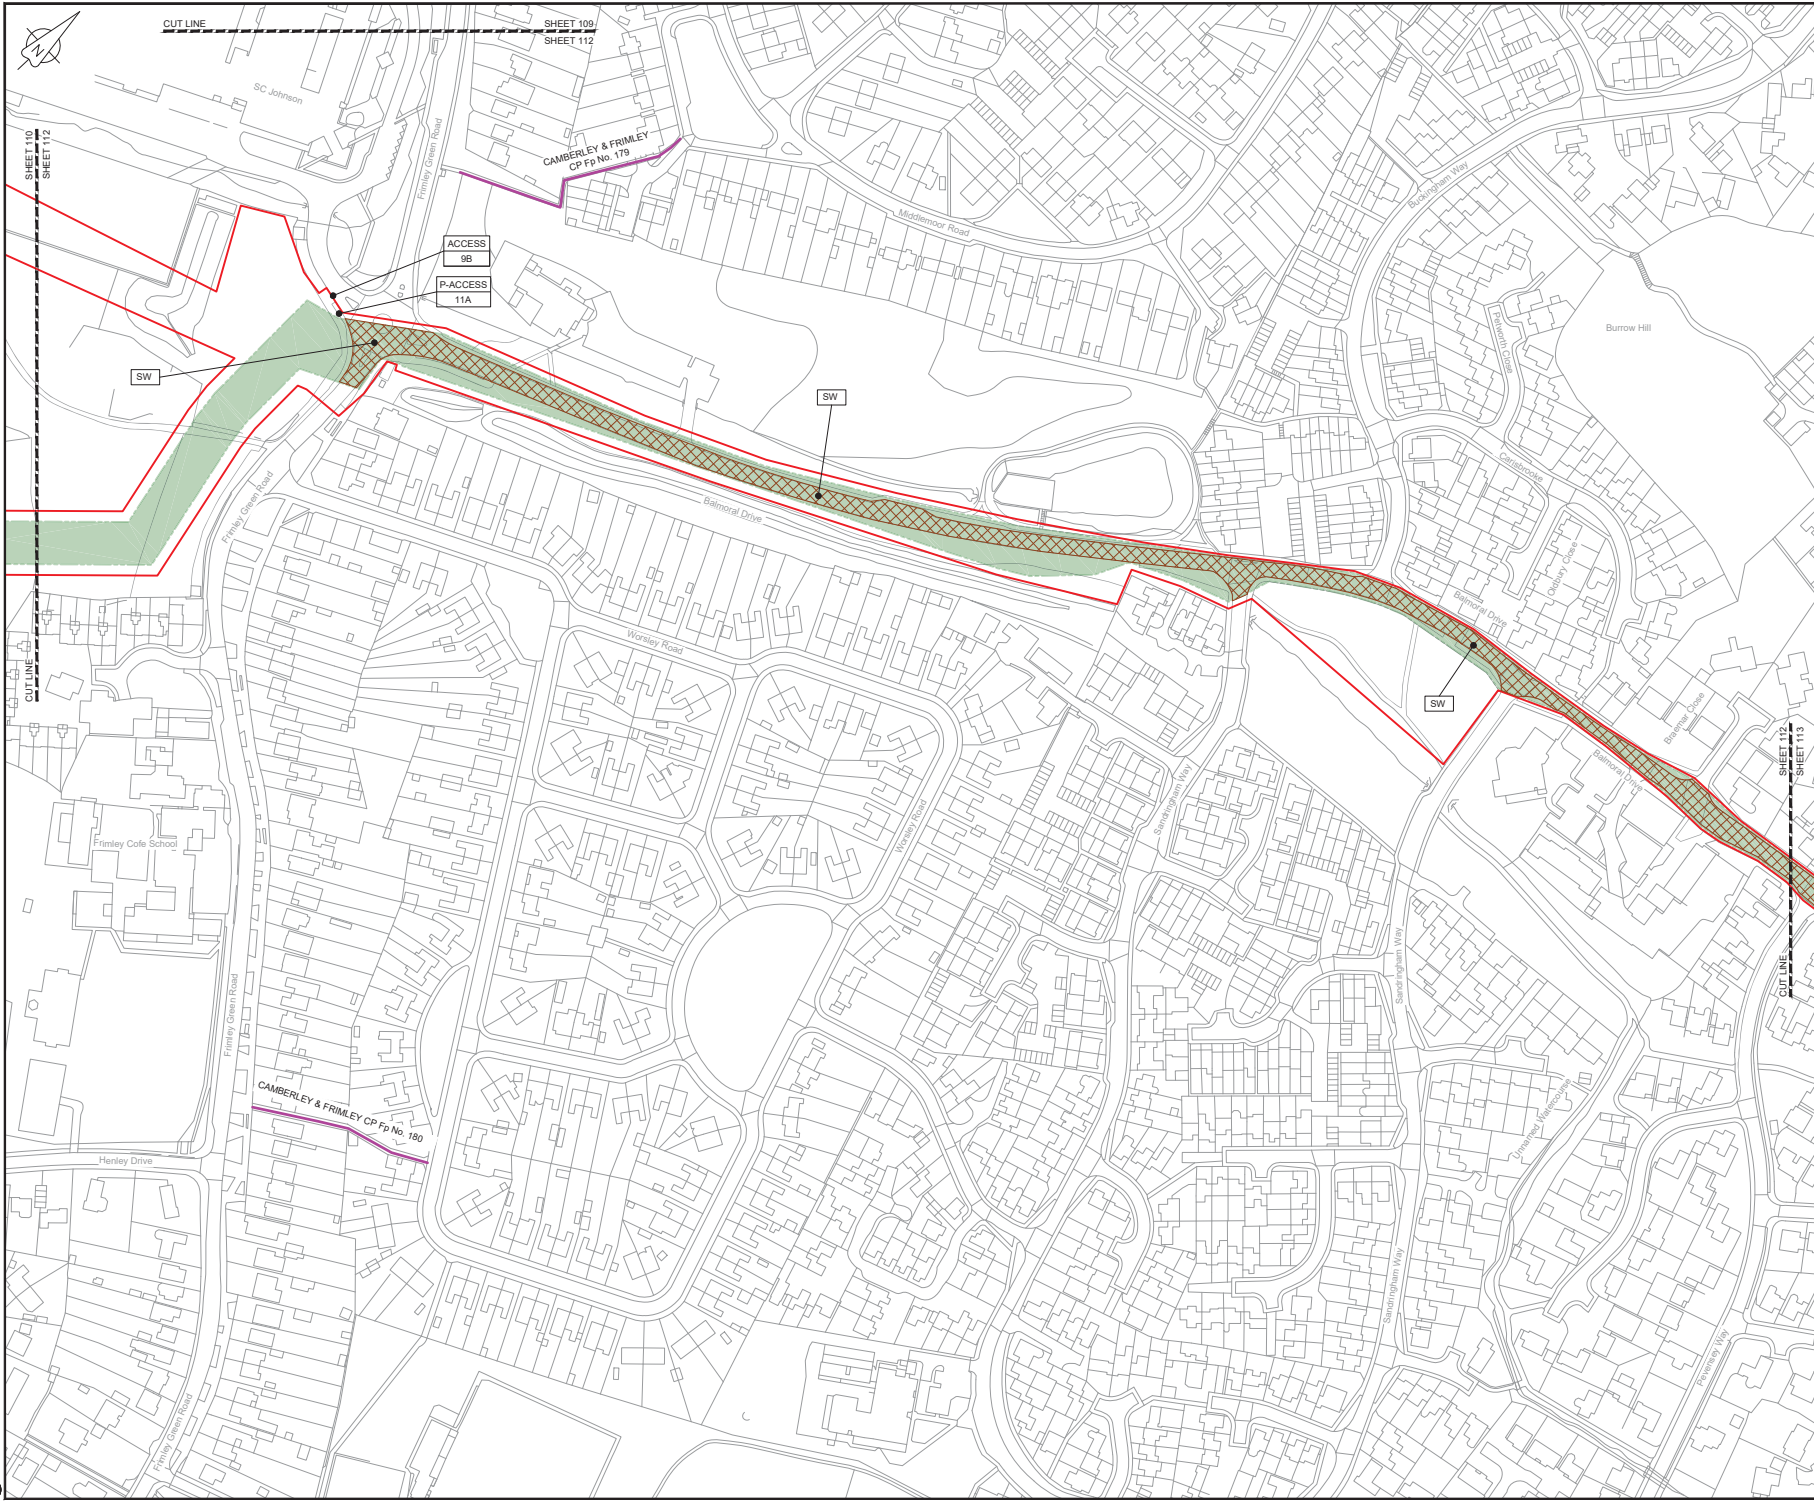 CUT LINE
SHEET 109
SHEET 112
N
SC Johnson
SHEET 110
SHEET 112
CUT LINE
Frimley Green Road
CAMBERLEY & FRIMLEY
CP Fp No. 179
Middlemoor Road
Buckingham Way
ACCESS
9B
P-ACCESS
11A
Petworth Close
Burrow Hill
SW
SW
Carisbrooke
Frimley Green Road
Balmoral Drive
Oldbury Close
Balmoral Drive
Worsley Road
SW
Braemar Close
SHEET 112
SHEET 113
CUT LINE
Balmoral Drive
Sandringham Way
Worsley Road
Frimley Cofe School
Sandringham Way
Frimley Green Road
CAMBERLEY & FRIMLEY CP Fp No. 180
Unnamed Watercourse
Henley Drive
Sandringham Way
Pevensey Way
Frimley Green Road